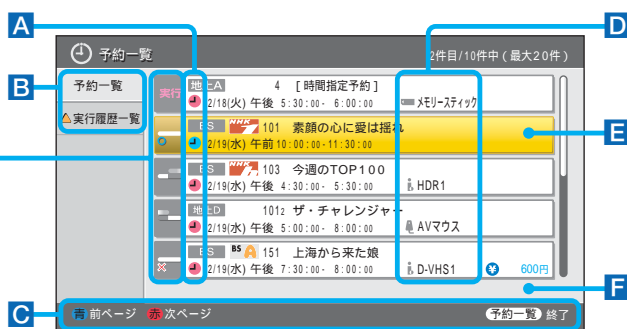 A
D
予約一覧
2件目/10件中(最大20件)
B
予約一覧
実行履歴一覧
実行
地上A 4 [時間指定予約]
2/18(火) 午後 5:30:00- 6:00:00 メモリースティック
E
BS NHK 101 素顔の心に愛は揺れ
2/19(水) 午前10:00:00-11:30:00
BS NHK 103 今週のTOP100
2/19(水) 午後 4:30:00- 5:30:00 i.HDR1
地上D 1012 ザ・チャレンジャー
2/19(水) 午後 5:00:00- 8:00:00 AVマウス
BS BSA 151 上海から来た娘
2/19(水) 午後 7:30:00- 8:00:00 i.D-VHS1 ¥ 600円
F
C
青 前ページ 赤 次ページ 予約一覧 終了